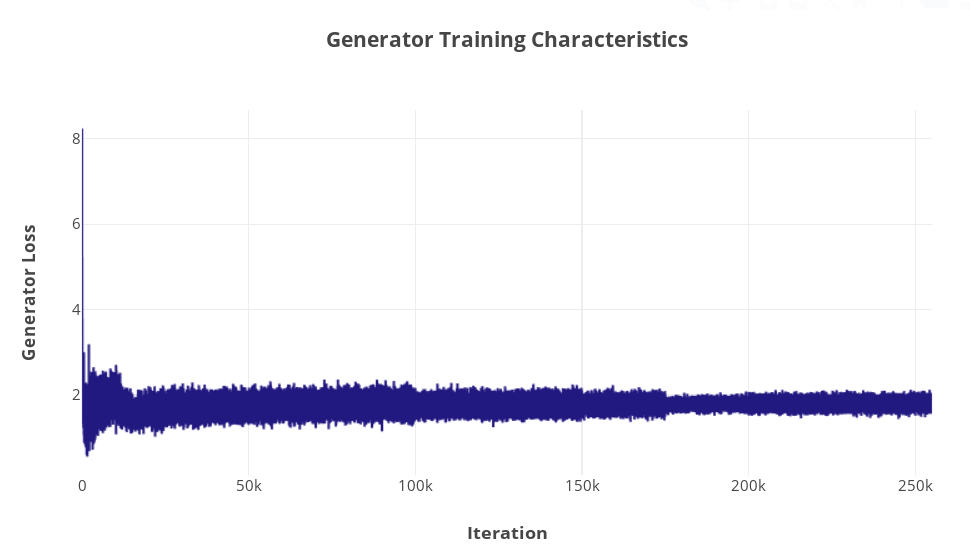 Generator Training Characteristics
Generator Loss
8
6
4
2
0
50k
100k
150k
200k
250k
Iteration